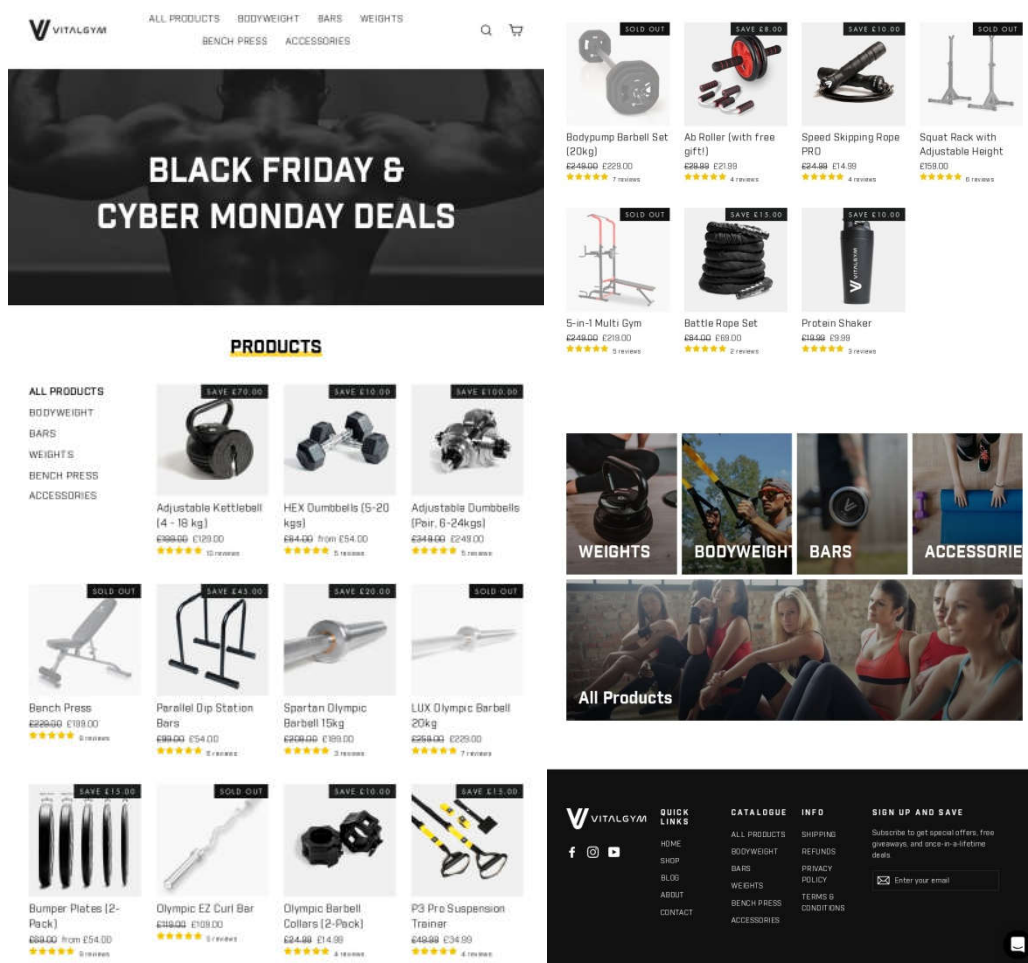 VITALGYM
ALL PRODUCTS BODYWEIGHT BARS WEIGHTS
BENCH PRESS ACCESSORIES
BLACK FRIDAY &
CYBER MONDAY DEALS
PRODUCTS
ALL PRODUCTS
BODYWEIGHT
BARS
WEIGHTS
BENCH PRESS
ACCESSORIES
SAVE £70.00
Adjustable Kettlebell
(4 - 18 kg)
£199.00 £129.00
10 reviews
SAVE £10.00
HEX Dumbbells (5-20
kgs)
£64.00 from £54.00
5 reviews
SAVE £100.00
Adjustable Dumbbells
(Pair, 6-24kgs)
£349.00 £249.00
5 reviews
SOLD OUT
Bench Press
£229.00 £199.00
SAVE £45.00
Parallel Dip Station
Bars
£99.00 £54.00
6 reviews
SAVE £20.00
Spartan Olympic
Barbell 15kg
£209.00 £189.00
3 reviews
SOLD OUT
LUX Olympic Barbell
20kg
£259.00 £229.00
7 reviews
SAVE £15.00
Bumper Plates (2-
Pack)
£69.00 from £54.00
9 reviews
SOLD OUT
Olympic EZ Curl Bar
£119.00 £109.00
5 reviews
SAVE £10.00
Olympic Barbell
Collars (2-Pack)
£24.99 £14.99
4 reviews
SAVE £15.00
P3 Pro Suspension
Trainer
£49.99 £34.99
4 reviews
SOLD OUT
Bodypump Barbell Set
(20kg)
£249.00 £229.00
7 reviews
SAVE £8.00
Ab Roller (with free
gift!)
£29.99 £21.99
4 reviews
SAVE £10.00
Speed Skipping Rope
PRO
£24.99 £14.99
4 reviews
SOLD OUT
Squat Rack with
Adjustable Height
£159.00
6 reviews
SOLD OUT
5-in-1 Multi Gym
£249.00 £219.00
5 reviews
SAVE £15.00
Battle Rope Set
£84.00 £69.00
2 reviews
SAVE £10.00
VITALGYM
Protein Shaker
£19.99 £9.99
3 reviews
WEIGHTS
BODYWEIGHT
BARS
ACCESSORIE
All Products
VITALGYM
QUICK
LINKS
HOME
SHOP
BLOG
ABOUT
CONTACT
CATALOGUE
ALL PRODUCTS
BODYWEIGHT
BARS
WEIGHTS
BENCH PRESS
ACCESSORIES
INFO
SHIPPING
REFUNDS
PRIVACY
POLICY
TERMS &
CONDITIONS
SIGN UP AND SAVE
Subscribe to get special offers, free
giveaways, and once-in-a-lifetime
deals.
Enter your email